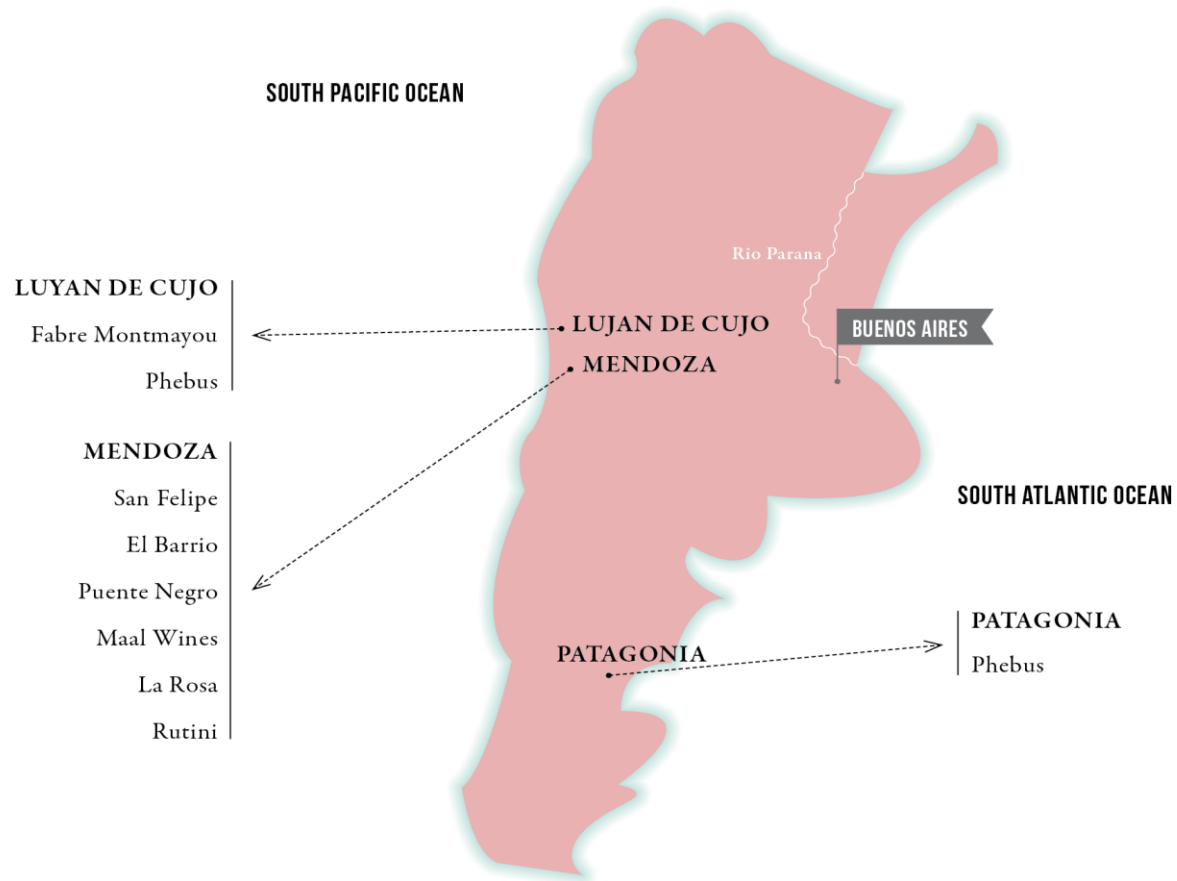 SOUTH PACIFIC OCEAN
Rio Parana
LUYAN DE CUJO
Fabre Montmayou
Phebus
LUJAN DE CUJO
MENDOZA
BUENOS AIRES
MENDOZA
San Felipe
El Barrio
Puente Negro
Maal Wines
La Rosa
Rutini
SOUTH ATLANTIC OCEAN
PATAGONIA
PATAGONIA
Phebus